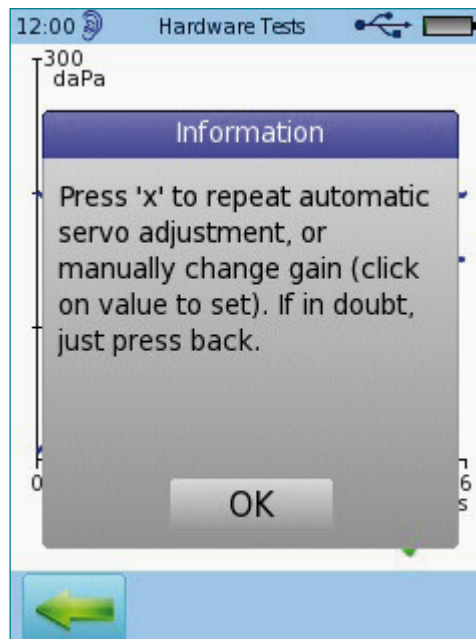 12:00 Hardware Tests
300
daPa
Information
Press 'x' to repeat automatic
servo adjustment, or
manually change gain (click
on value to set). If in doubt,
just press back.
0 6
s
OK